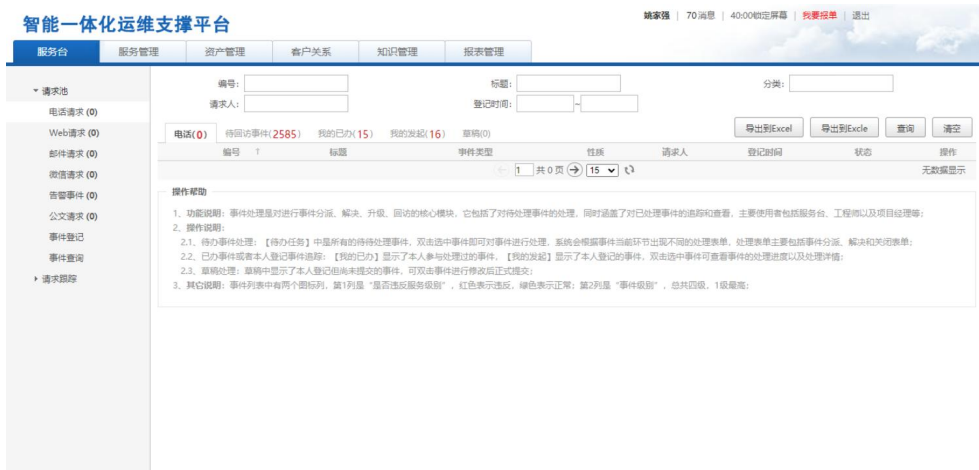 智能一体化运维支撑平台
姚家强 | 70消息 | 40:00锁定屏幕 | 我要报单 | 退出
服务台 服务管理 资产管理 客户关系 知识管理 报表管理
请求池
电话请求 (0)
Web请求 (0)
邮件请求 (0)
微信请求 (0)
告警事件 (0)
公文请求 (0)
事件登记
事件查询
请求跟踪
编号: 标题: 分类:
请求人: 登记时间: ~
导出到Excel 导出到Excle 查询 清空
电话(0) 待回访事件(2585) 我的已办(15) 我的发起(16) 草稿(0)
编号 ↑ 标题 事件类型 性质 请求人 登记时间 状态 操作
1 共 0 页 15 无数据显示
操作帮助
1、功能说明：事件处理是对进行事件分派、解决、升级、回访的核心模块，它包括了对待处理事件的处理，同时涵盖了对已处理事件的追踪和查看，主要使用者包括服务台、工程师以及项目经理等；
2、操作说明：
2.1、待办事件处理：【待办任务】中是所有的待待处理事件，双击选中事件即可对事件进行处理，系统会根据事件当前环节出现不同的处理表单，处理表单主要包括事件分派、解决和关闭表单；
2.2、已办事件或者本人登记事件追踪：【我的已办】显示了本人参与处理过的事件，【我的发起】显示了本人登记的事件，双击选中事件可查看事件的处理进度以及处理详情；
2.3、草稿处理：草稿中显示了本人登记但尚未提交的事件，可双击事件进行修改后正式提交；
3、其它说明：事件列表中有两个图标列，第1列是“是否违反服务级别”，红色表示违反，绿色表示正常；第2列是“事件级别”，总共四级，1级最高；